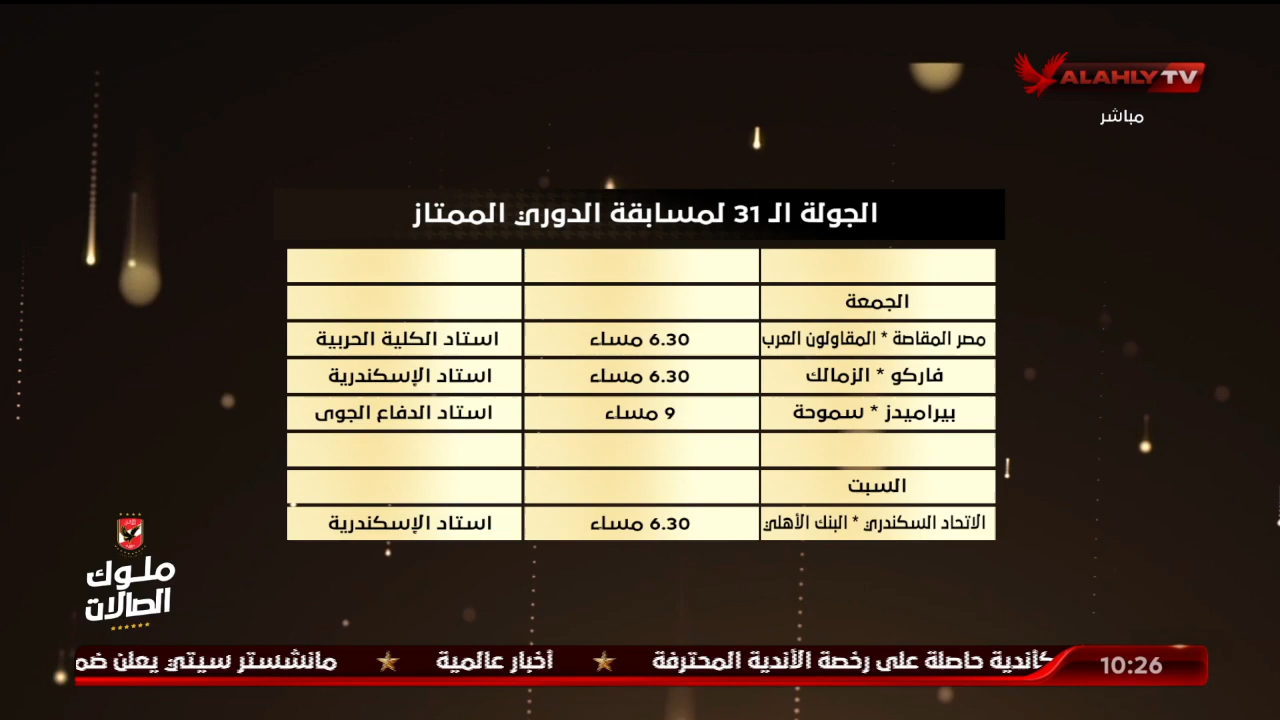 ALAHLY TV
مباشر
الجولة الـ 31 لمسابقة الدوري الممتاز
الجمعة
مصر المقاصة * المقاولون العرب 6.30 مساء استاد الكلية الحربية
فاركو * الزمالك 6.30 مساء استاد الإسكندرية
بيراميدز * سموحة 9 مساء استاد الدفاع الجوى
السبت
الاتحاد السكندري * البنك الأهلي 6.30 مساء استاد الإسكندرية
ملوك
الصالات
10:26 كأندية حاصلة على رخصة الأندية المحترفة أخبار عالمية مانشستر سيتي يعلن ضم